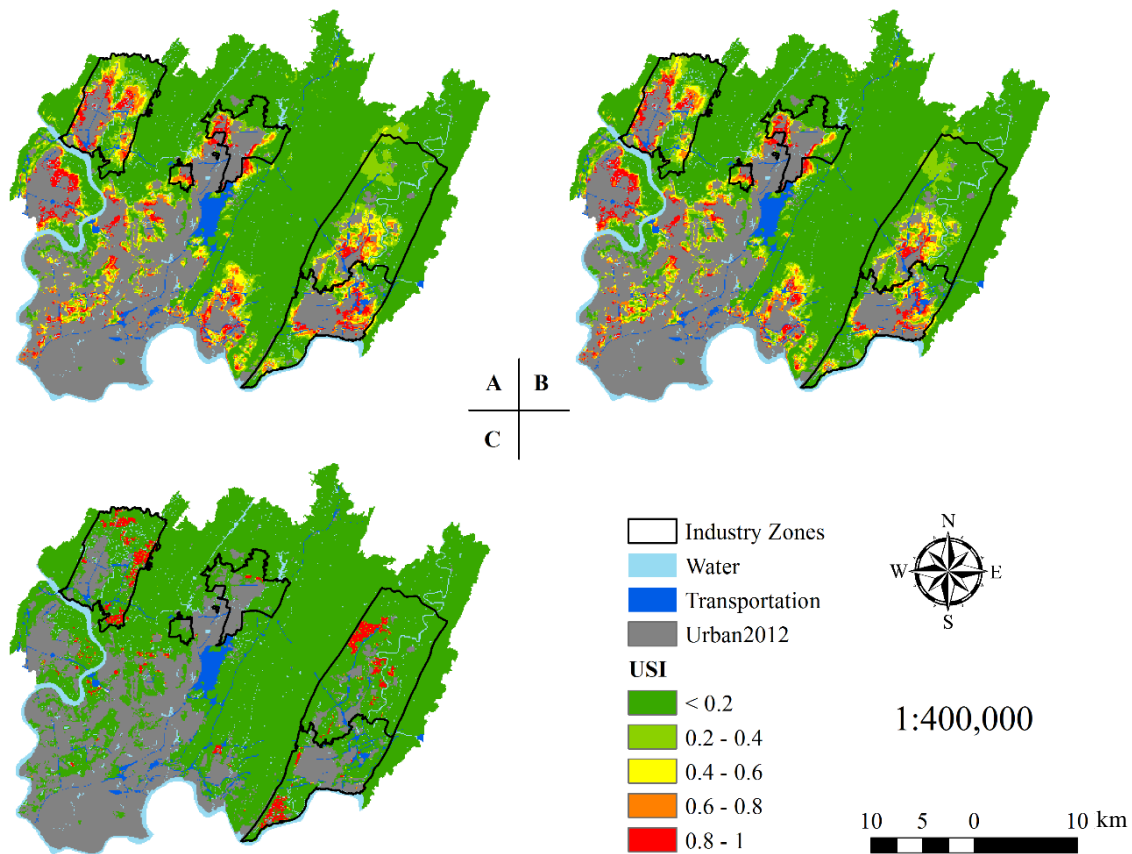 A B
C
Industry Zones
Water
Transportation
Urban2012
USI
< 0.2
0.2 - 0.4
0.4 - 0.6
0.6 - 0.8
0.8 - 1
N
W E
S
1:400,000
10 5 0 10 km